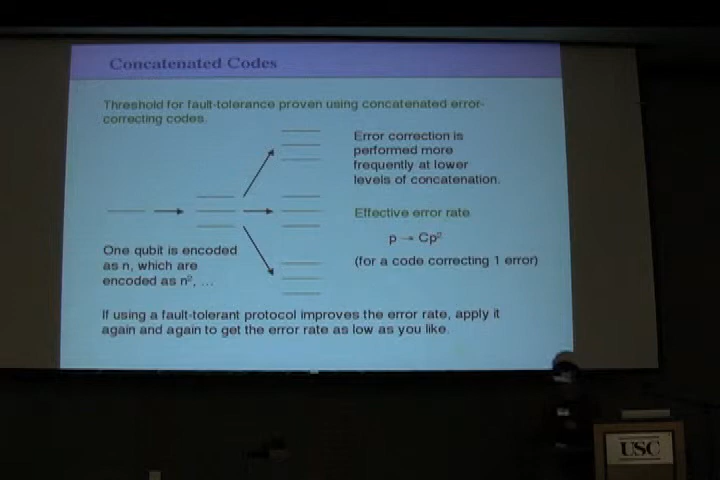 Concatenated Codes
Threshold for fault-tolerance proven using concatenated error-
correcting codes.
Error correction is
performed more
frequently at lower
levels of concatenation.
Effective error rate
p → Cp²
(for a code correcting 1 error)
One qubit is encoded
as n, which are
encoded as n², ...
If using a fault-tolerant protocol improves the error rate, apply it
again and again to get the error rate as low as you like.
USC